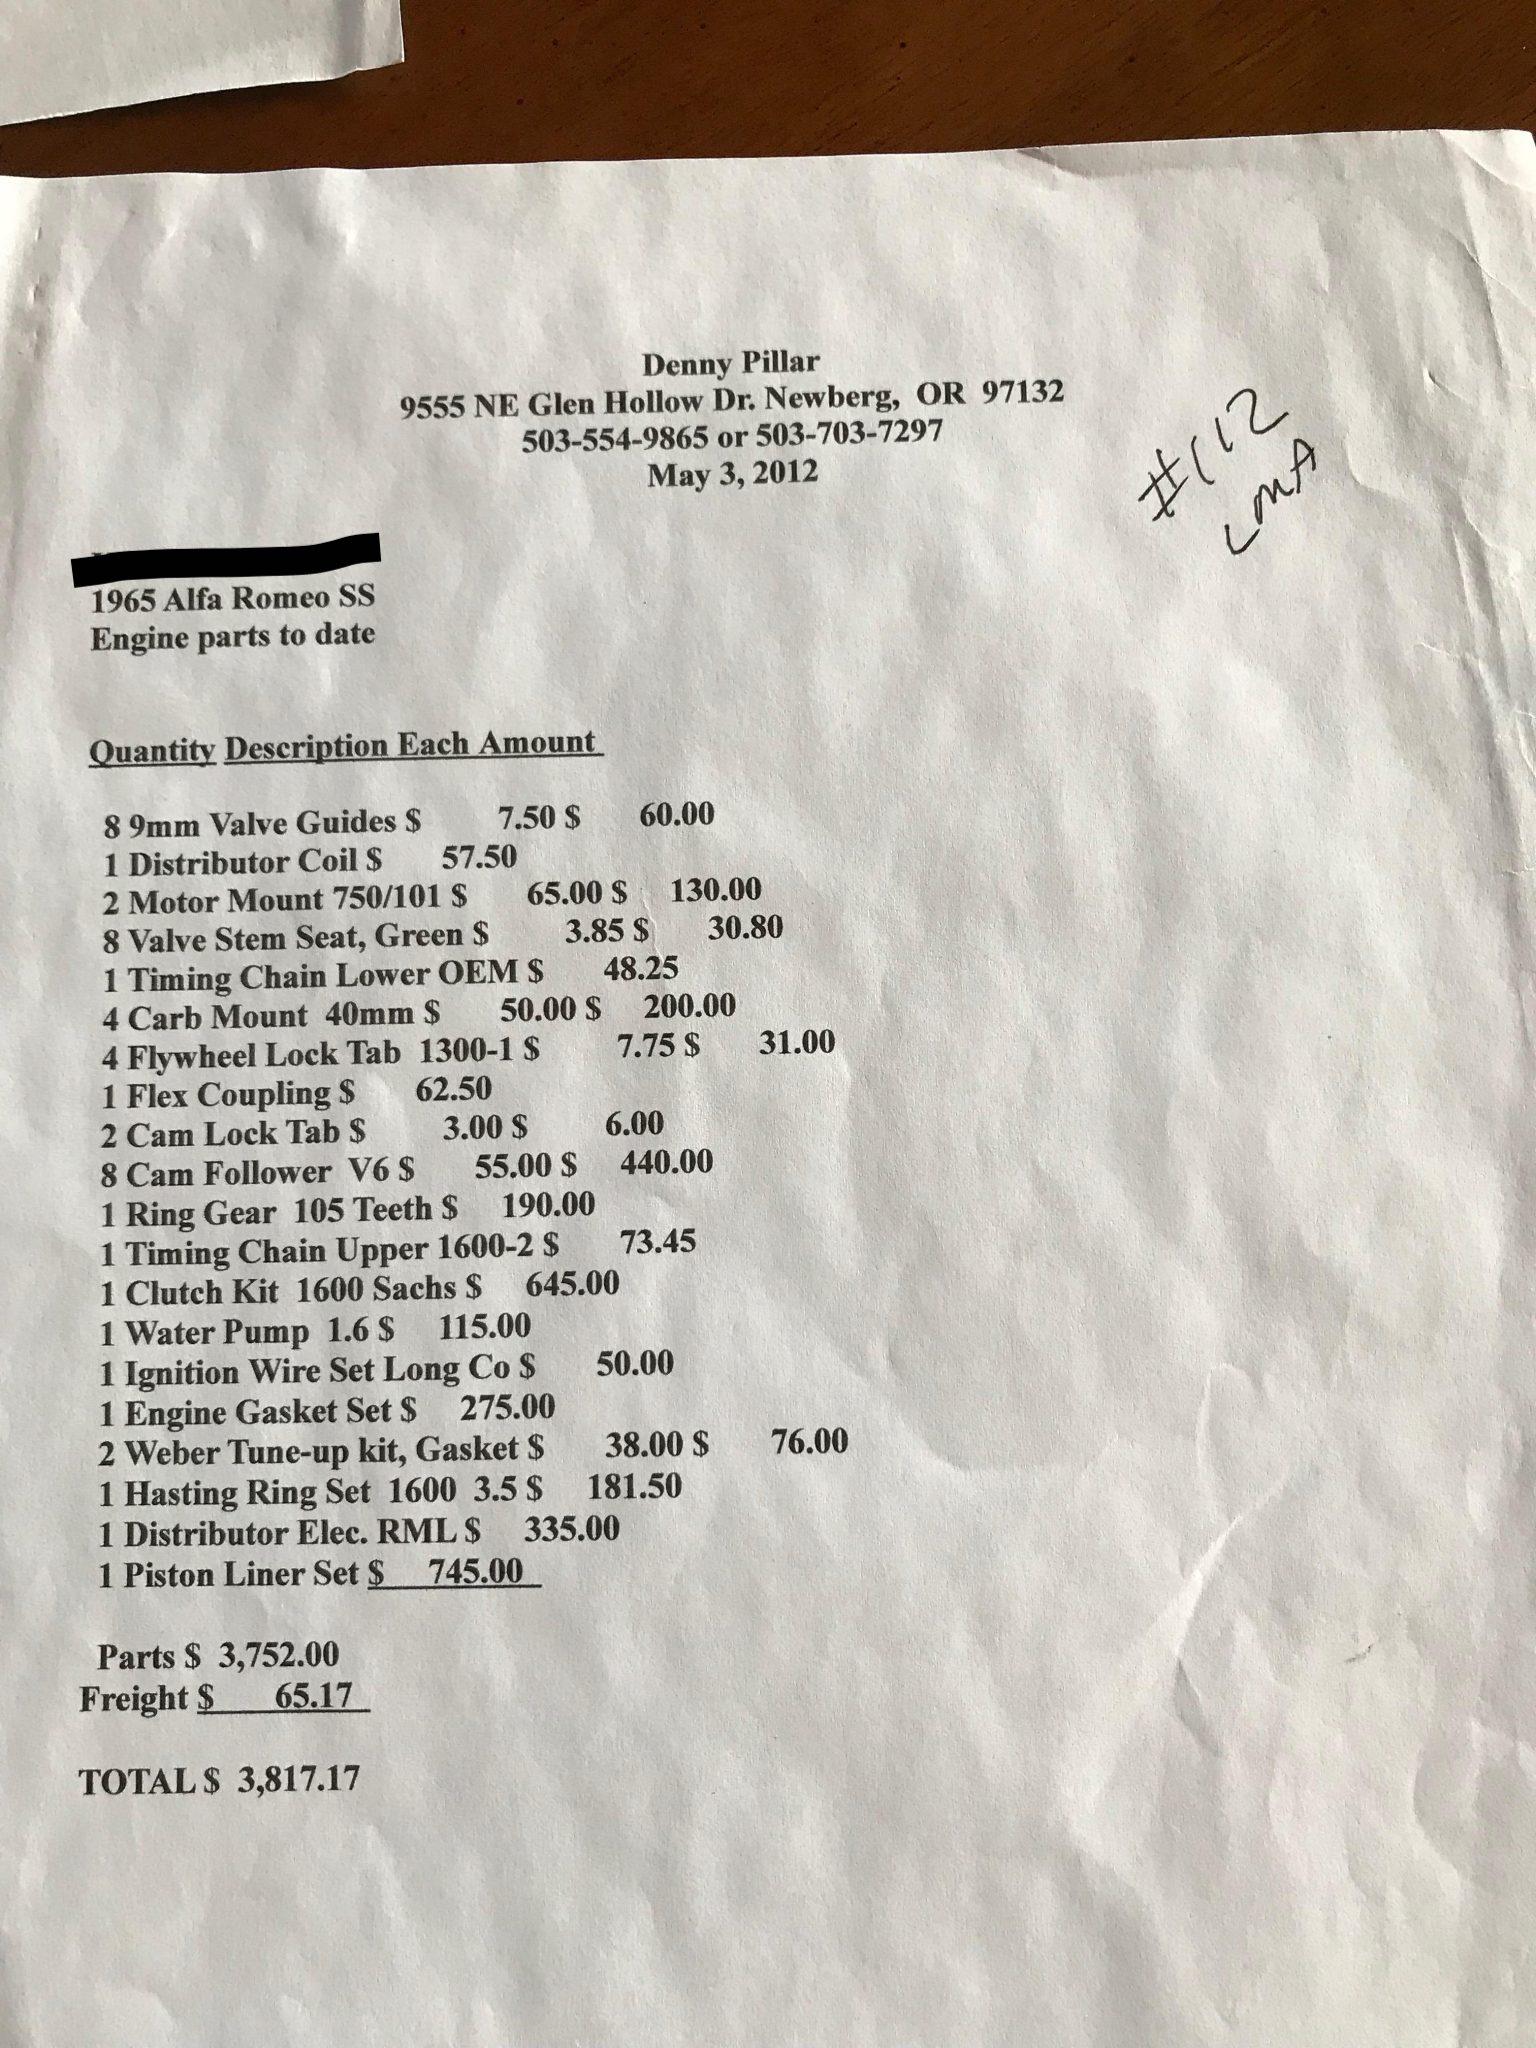 Denny Pillar
9555 NE Glen Hollow Dr. Newberg, OR 97132
503-554-9865 or 503-703-7297
May 3, 2012
#112
LMA
1965 Alfa Romeo SS
Engine parts to date
Quantity Description Each Amount
8 9mm Valve Guides $ 7.50 $ 60.00
1 Distributor Coil $ 57.50
2 Motor Mount 750/101 $ 65.00 $ 130.00
8 Valve Stem Seat, Green $ 3.85 $ 30.80
1 Timing Chain Lower OEM $ 48.25
4 Carb Mount 40mm $ 50.00 $ 200.00
4 Flywheel Lock Tab 1300-1 $ 7.75 $ 31.00
1 Flex Coupling $ 62.50
2 Cam Lock Tab $ 3.00 $ 6.00
8 Cam Follower V6 $ 55.00 $ 440.00
1 Ring Gear 105 Teeth $ 190.00
1 Timing Chain Upper 1600-2 $ 73.45
1 Clutch Kit 1600 Sachs $ 645.00
1 Water Pump 1.6 $ 115.00
1 Ignition Wire Set Long Co $ 50.00
1 Engine Gasket Set $ 275.00
2 Weber Tune-up kit, Gasket $ 38.00 $ 76.00
1 Hasting Ring Set 1600 3.5 $ 181.50
1 Distributor Elec. RML $ 335.00
1 Piston Liner Set $ 745.00
Parts $ 3,752.00
Freight $ 65.17
TOTAL $ 3,817.17